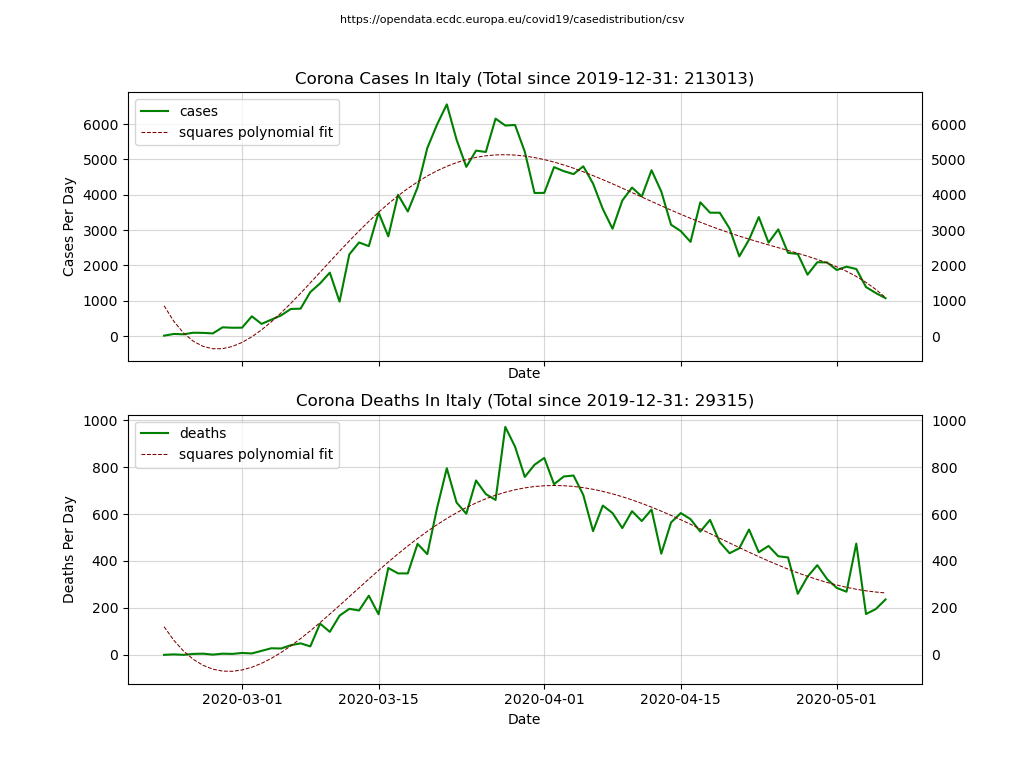 https://opendata.ecdc.europa.eu/covid19/casedistribution/csv
Corona Cases In Italy (Total since 2019-12-31: 213013)
cases
squares polynomial fit
Cases Per Day
6000
5000
4000
3000
2000
1000
0
6000
5000
4000
3000
2000
1000
0
Date
Corona Deaths In Italy (Total since 2019-12-31: 29315)
deaths
squares polynomial fit
Deaths Per Day
1000
800
600
400
200
0
1000
800
600
400
200
0
2020-03-01 2020-03-15 2020-04-01 2020-04-15 2020-05-01
Date